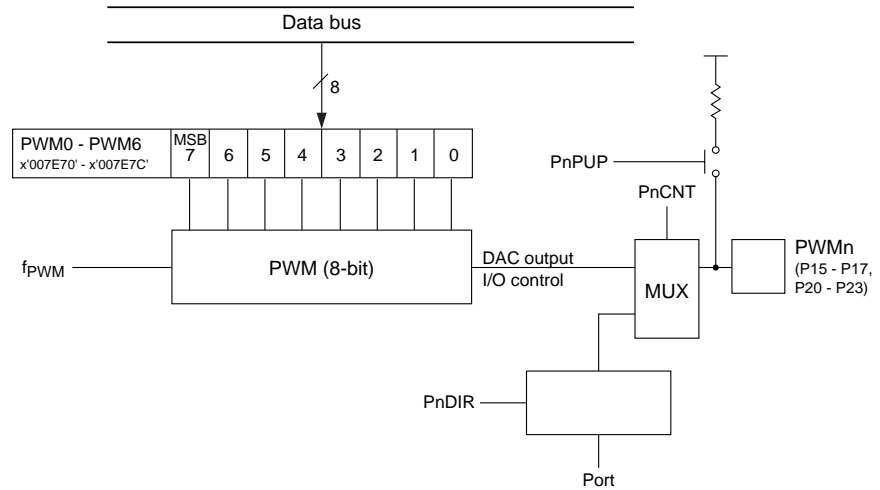 Data bus
8
PWM0 - PWM6
x'007E70' - x'007E7C'
MSB
7 6 5 4 3 2 1 0
PnPUP
PnCNT
fPWM
PWM (8-bit)
DAC output
I/O control
MUX
PWMn
(P15 - P17,
P20 - P23)
PnDIR
Port